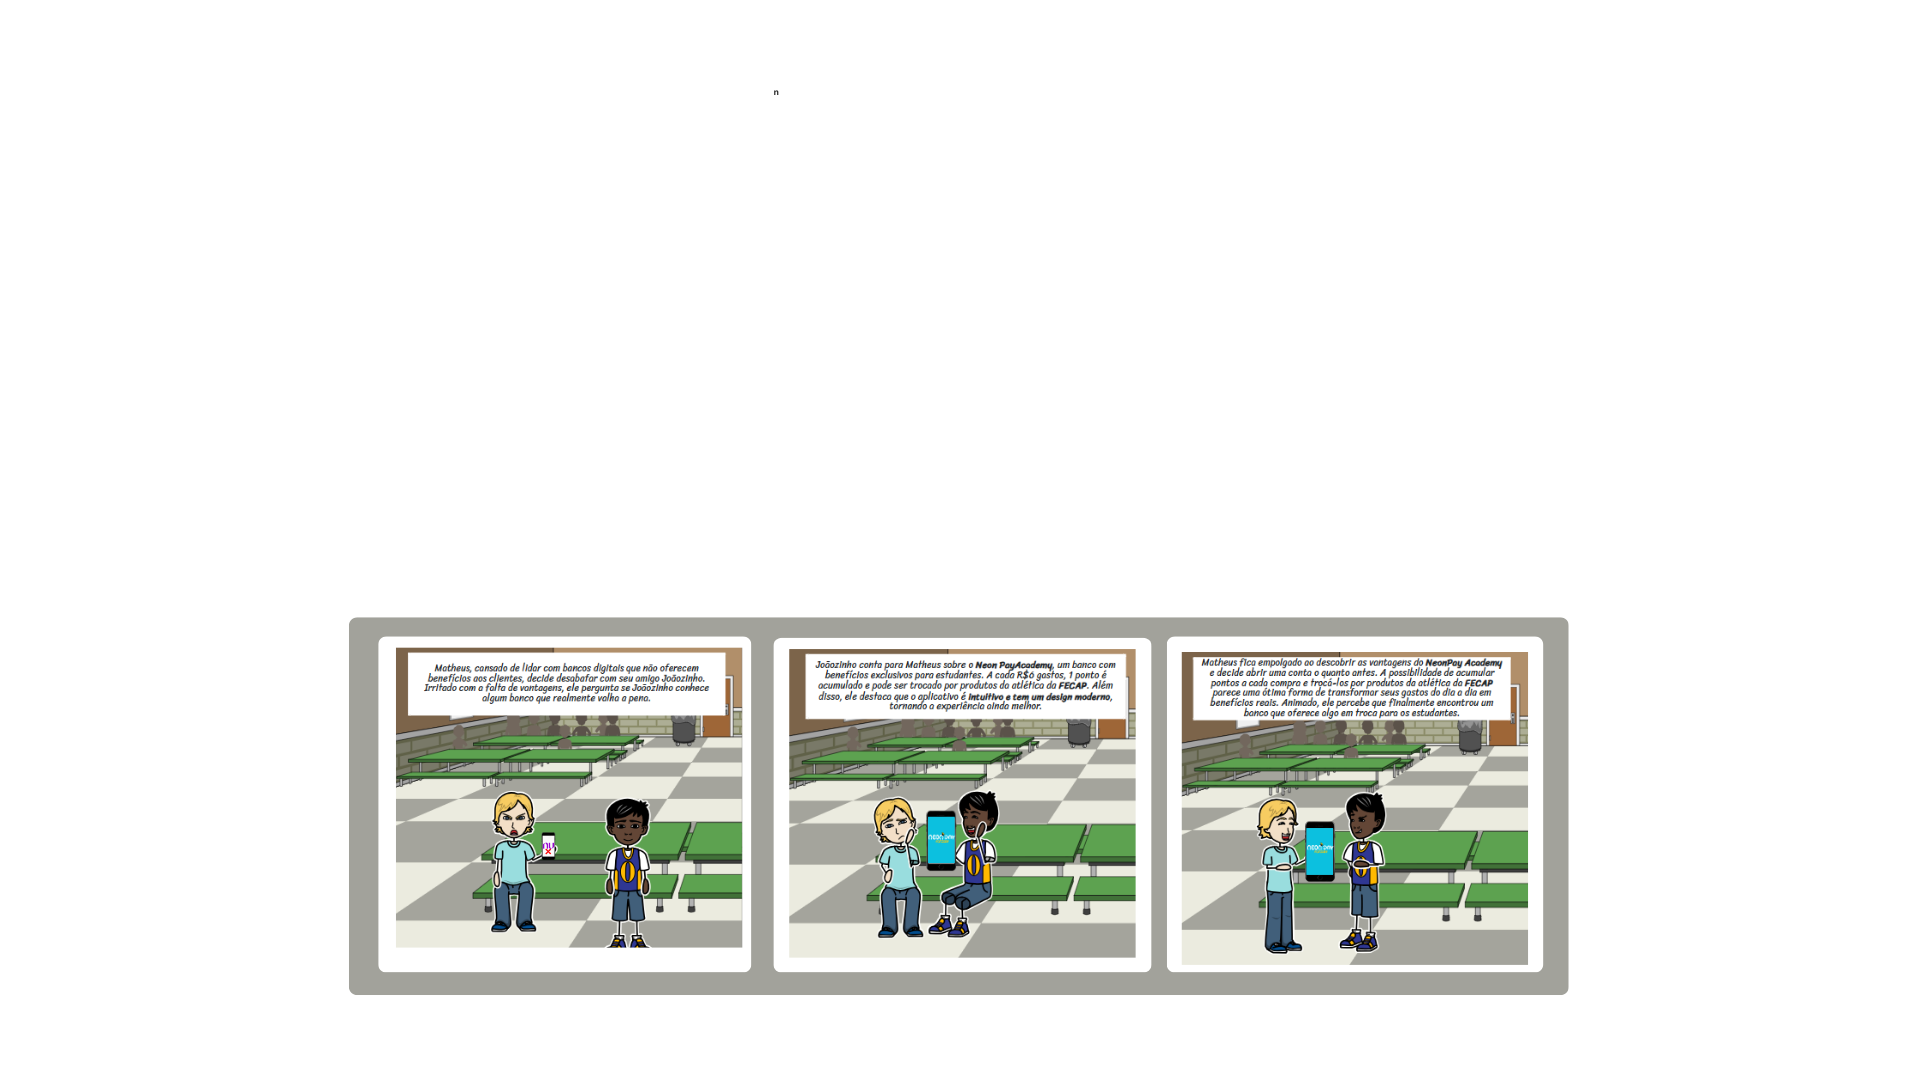 n
Matheus, cansado de lidar com bancos digitais que não oferecem
benefícios aos clientes, decide desabafar com seu amigo Joãozinho.
Irritado com a falta de vantagens, ele pergunta se Joãozinho conhece
algum banco que realmente valha a pena.
Joãozinho conta para Matheus sobre o Neon PayAcademy, um banco com
benefícios exclusivos para estudantes. A cada R$6 gastos, 1 ponto é
acumulado e pode ser trocado por produtos da atlética da FECAP. Além
disso, ele destaca que o aplicativo é intuitivo e tem um design moderno,
tornando a experiência ainda melhor.
neon pay
Matheus fica empolgado ao descobrir as vantagens do NeonPay Academy
e decide abrir uma conta o quanto antes. A possibilidade de acumular
pontos a cada compra e trocá-los por produtos da atlética da FECAP
parece uma ótima forma de transformar seus gastos do dia a dia em
benefícios reais. Animado, ele percebe que finalmente encontrou um
banco que oferece algo em troca para os estudantes.
neon pay